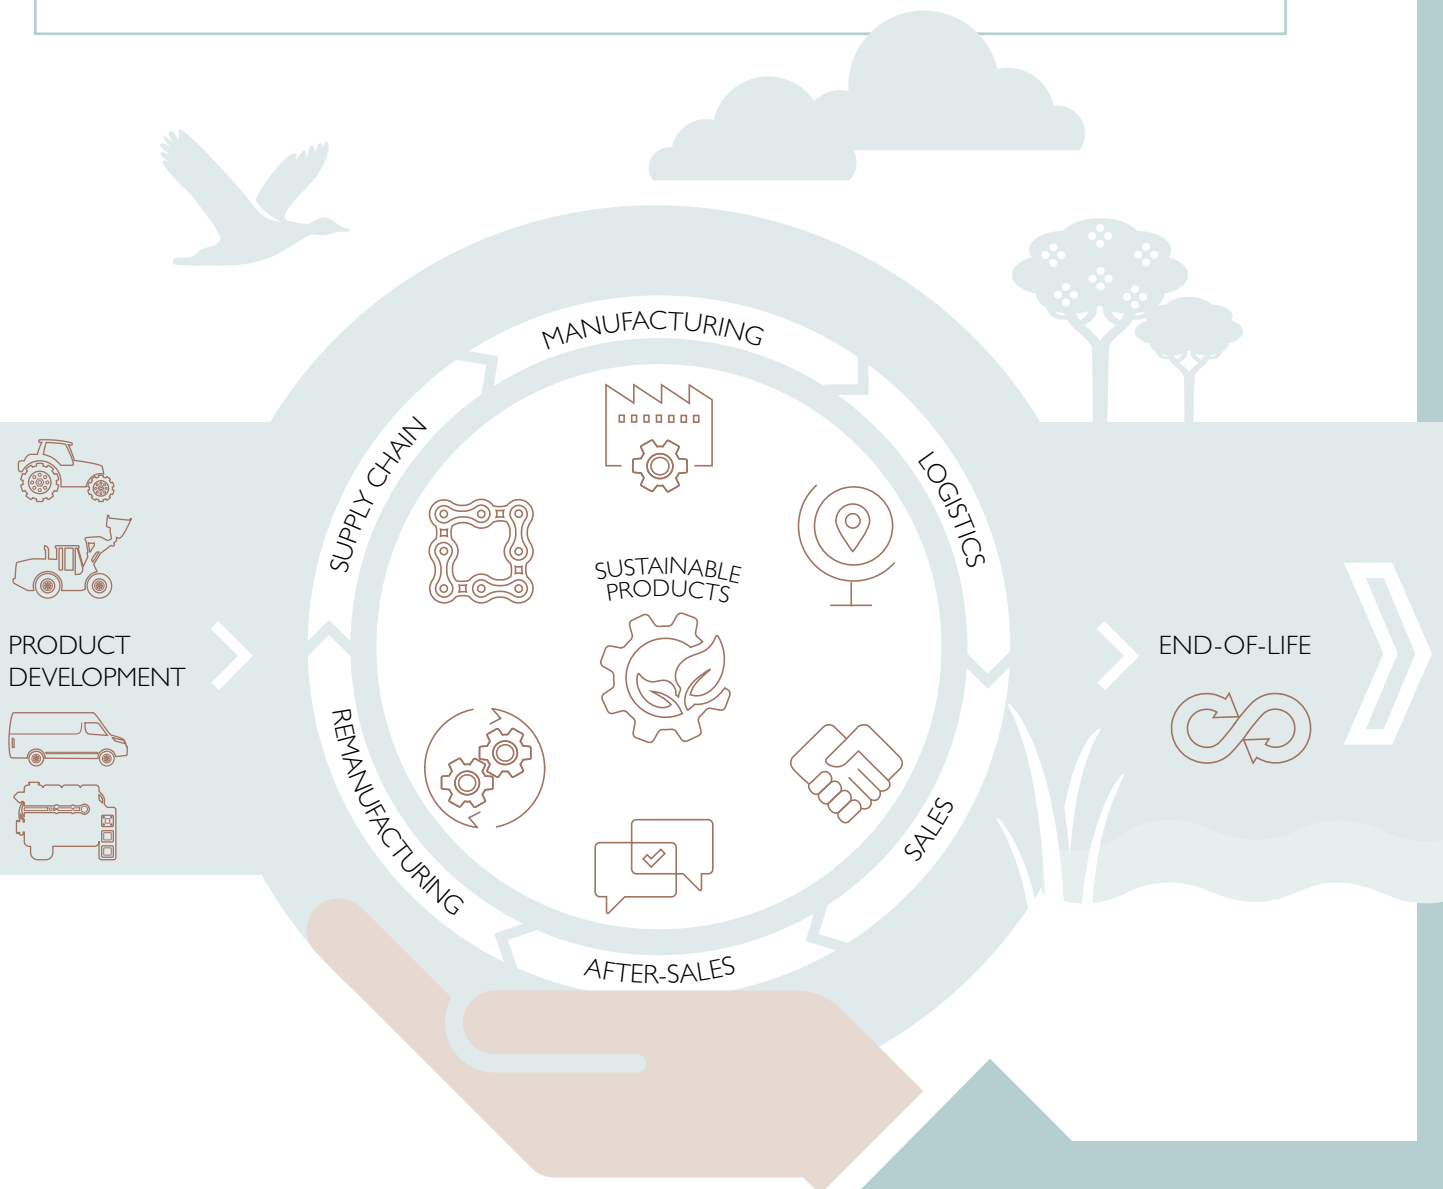 MANUFACTURING
SUPPLY CHAIN
LOGISTICS
SUSTAINABLE
PRODUCTS
PRODUCT
DEVELOPMENT
END-OF-LIFE
REMANUFACTURING
SALES
AFTER-SALES